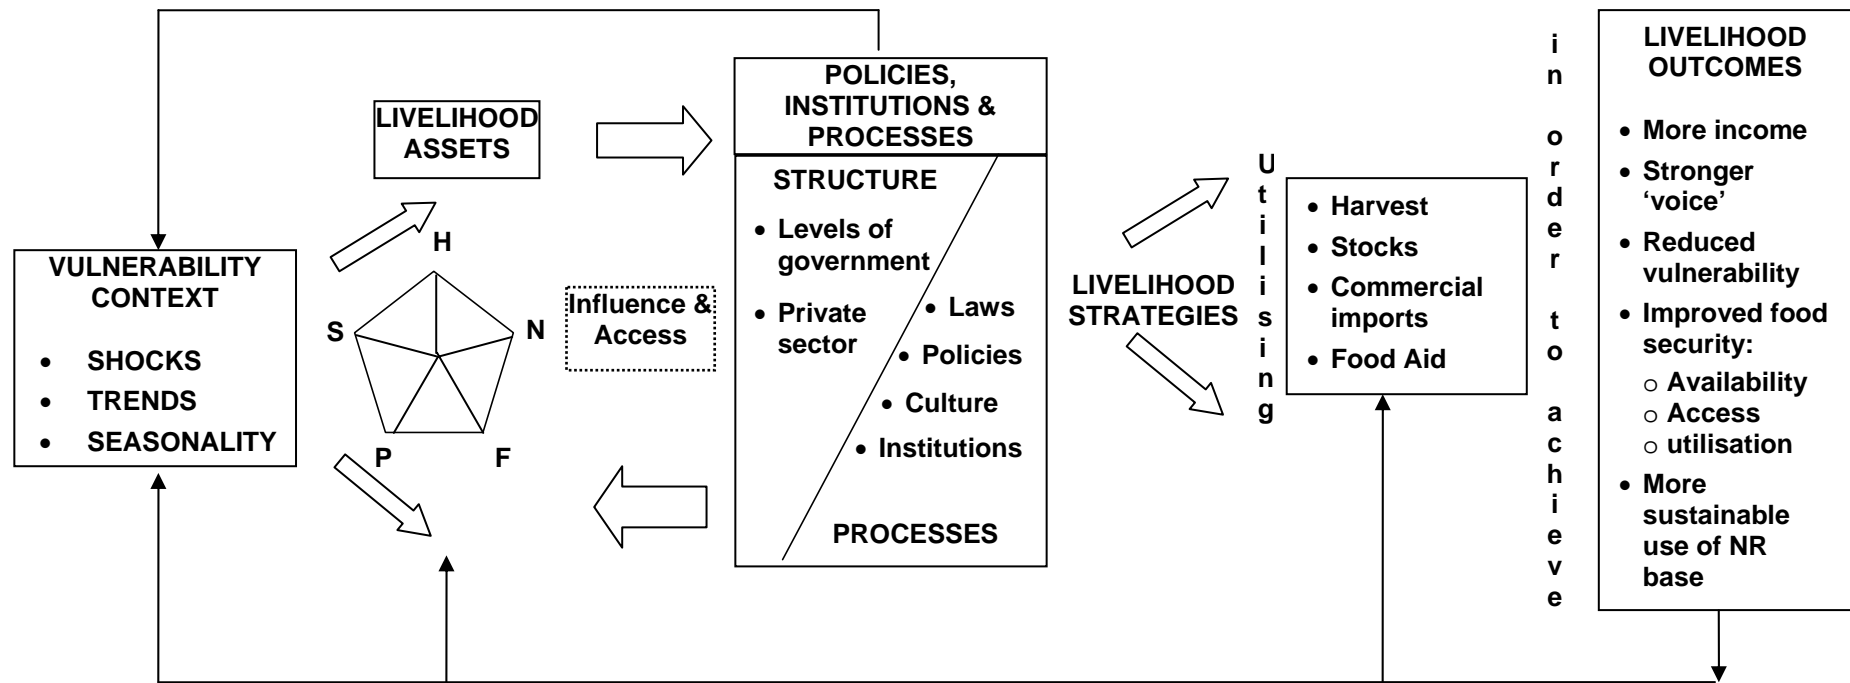 VULNERABILITY
CONTEXT
• SHOCKS
• TRENDS
• SEASONALITY
LIVELIHOOD
ASSETS
H
S
N
P
F
Influence &
Access
POLICIES,
INSTITUTIONS &
PROCESSES
STRUCTURE
• Levels of
government
• Private
sector
• Laws
• Policies
• Culture
• Institutions
PROCESSES
LIVELIHOOD
STRATEGIES
Utilising
• Harvest
• Stocks
• Commercial
imports
• Food Aid
in order to achieve
LIVELIHOOD
OUTCOMES
• More income
• Stronger
‘voice’
• Reduced
vulnerability
• Improved food
security:
o Availability
o Access
o utilisation
• More
sustainable
use of NR
base